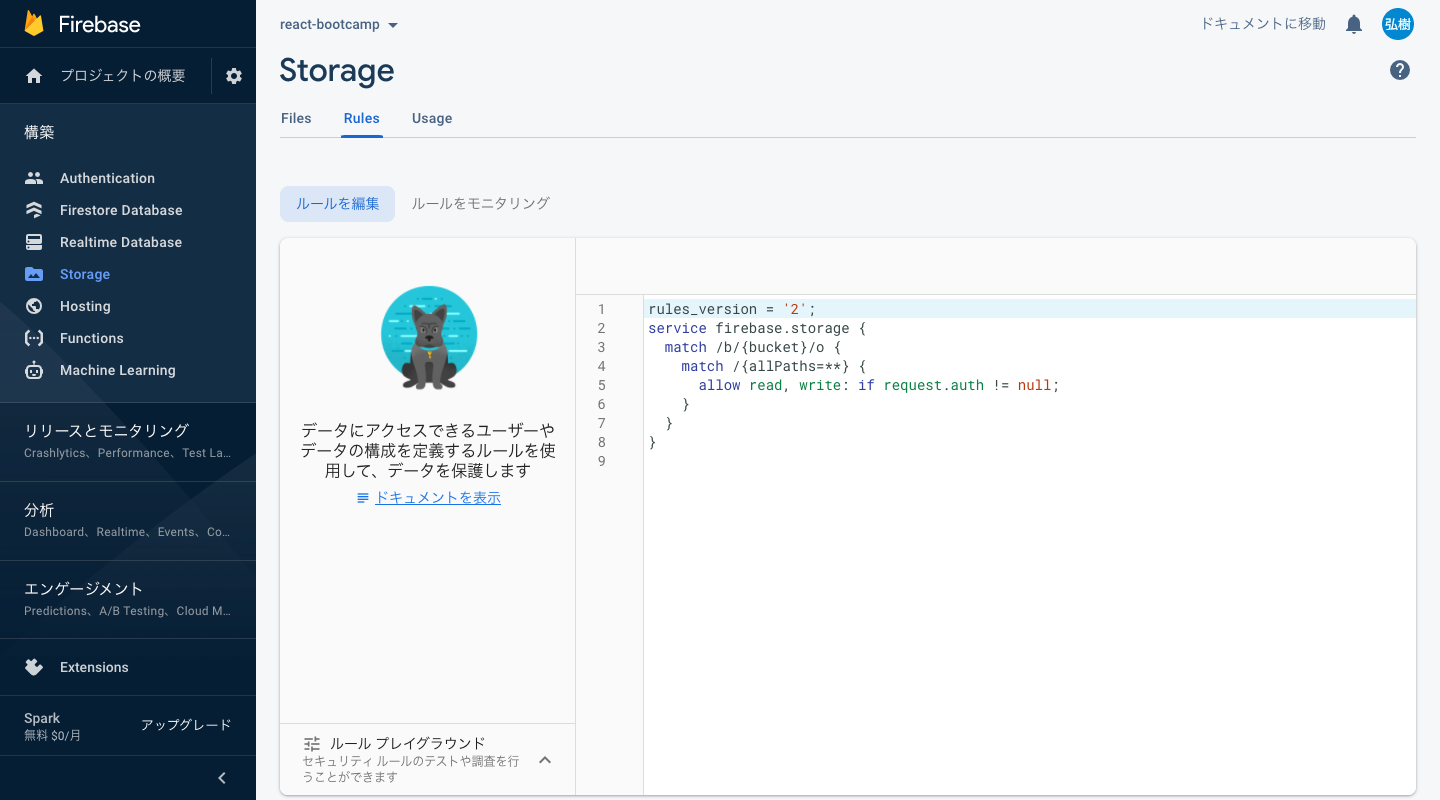 Firebase
プロジェクトの概要
構築
Authentication
Firestore Database
Realtime Database
Storage
Hosting
Functions
Machine Learning
リリースとモニタリング
Crashlytics、Performance、Test La…
分析
Dashboard、Realtime、Events、Co…
エンゲージメント
Predictions、A/B Testing、Cloud M…
Extensions
Spark
無料 $0/月
アップグレード
react-bootcamp
ドキュメントに移動
弘樹
Storage
Files
Rules
Usage
ルールを編集
ルールをモニタリング
データにアクセスできるユーザーや
データの構成を定義するルールを使
用して、データを保護します
ドキュメントを表示
ルール プレイグラウンド
セキュリティ ルールのテストや調査を行
うことができます
1 rules_version = '2';
2 service firebase.storage {
3 match /b/{bucket}/o {
4 match /{allPaths=**} {
5 allow read, write: if request.auth != null;
6 }
7 }
8 }
9